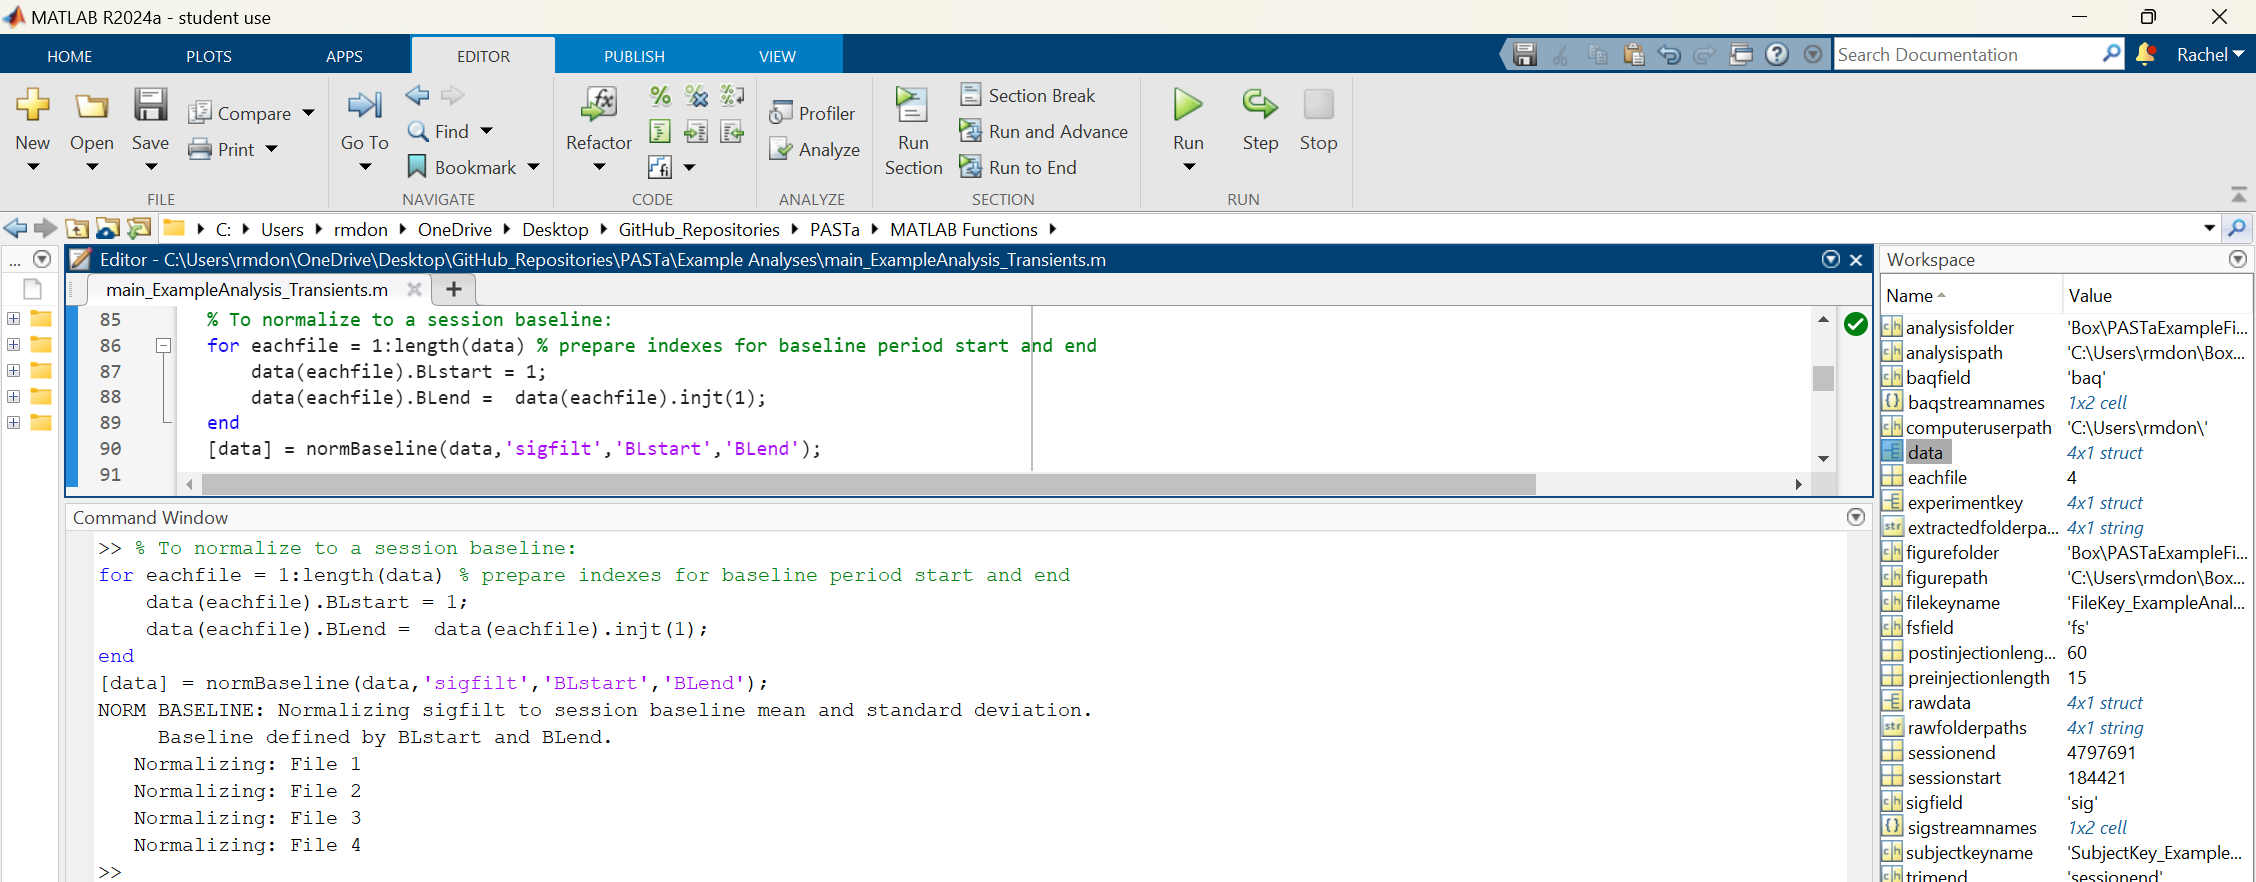 MATLAB R2024a - student use
HOME
PLOTS
APPS
EDITOR
PUBLISH
VIEW
Search Documentation
Rachel
New
Open
Save
Compare
Print
FILE
Go To
Find
Bookmark
NAVIGATE
Refactor
CODE
Profiler
Analyze
ANALYZE
Run Section
Section Break
Run and Advance
Run to End
SECTION
Run
Step
Stop
RUN
C: Users rmdon OneDrive Desktop GitHub_Repositories PASTa MATLAB Functions
...
Editor - C:\Users\rmdon\OneDrive\Desktop\GitHub_Repositories\PASTa\Example Analyses\main_ExampleAnalysis_Transients.m
main_ExampleAnalysis_Transients.m
85 % To normalize to a session baseline:
86 for eachfile = 1:length(data) % prepare indexes for baseline period start and end
87 data(eachfile).BLstart = 1;
88 data(eachfile).BLend =  data(eachfile).injt(1);
89 end
90 [data] = normBaseline(data,'sigfilt','BLstart','BLend');
91
Command Window
>> % To normalize to a session baseline:
for eachfile = 1:length(data) % prepare indexes for baseline period start and end
data(eachfile).BLstart = 1;
data(eachfile).BLend =  data(eachfile).injt(1);
end
[data] = normBaseline(data,'sigfilt','BLstart','BLend');
NORM BASELINE: Normalizing sigfilt to session baseline mean and standard deviation.
Baseline defined by BLstart and BLend.
Normalizing: File 1
Normalizing: File 2
Normalizing: File 3
Normalizing: File 4
>>
Workspace
Name Value
analysisfolder 'Box\PASTaExampleFi...
analysispath 'C:\Users\rmdon\Box...
baqfield 'baq'
baqstreamnames 1x2 cell
computeruserpath 'C:\Users\rmdon\'
data 4x1 struct
eachfile 4
experimentkey 4x1 struct
extractedfolderpa... 4x1 string
figurefolder 'Box\PASTaExampleFi...
figurepath 'C:\Users\rmdon\Box...
filekeyname 'FileKey_ExampleAnal...
fsfield 'fs'
postinjectionleng... 60
preinjectionlength 15
rawdata 4x1 struct
rawfolderpaths 4x1 string
sessionend 4797691
sessionstart 184421
sigfield 'sig'
sigstreamnames 1x2 cell
subjectkeyname 'SubjectKey_Example...
trimend 'sessionend'